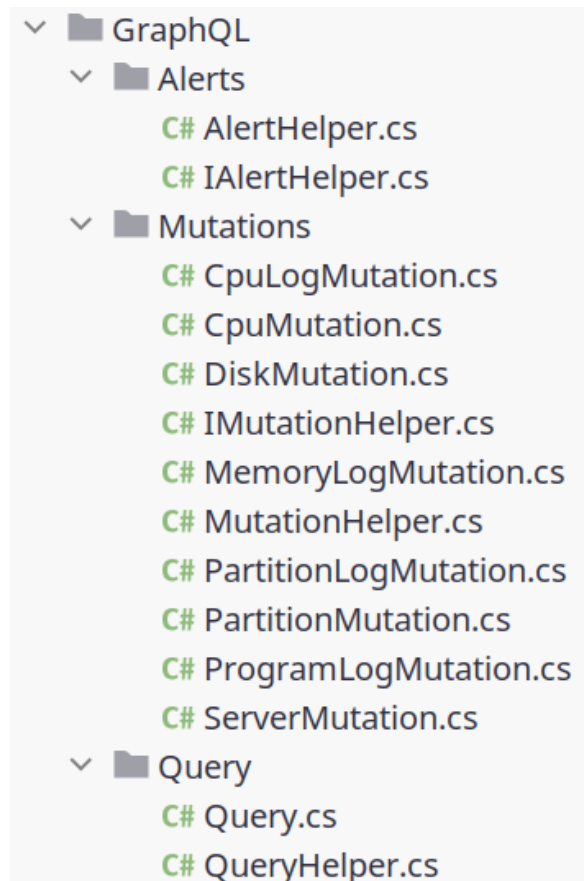 GraphQL
Alerts
C# AlertHelper.cs
C# IAlertHelper.cs
Mutations
C# CpuLogMutation.cs
C# CpuMutation.cs
C# DiskMutation.cs
C# IMutationHelper.cs
C# MemoryLogMutation.cs
C# MutationHelper.cs
C# PartitionLogMutation.cs
C# PartitionMutation.cs
C# ProgramLogMutation.cs
C# ServerMutation.cs
Query
C# Query.cs
C# QueryHelper.cs